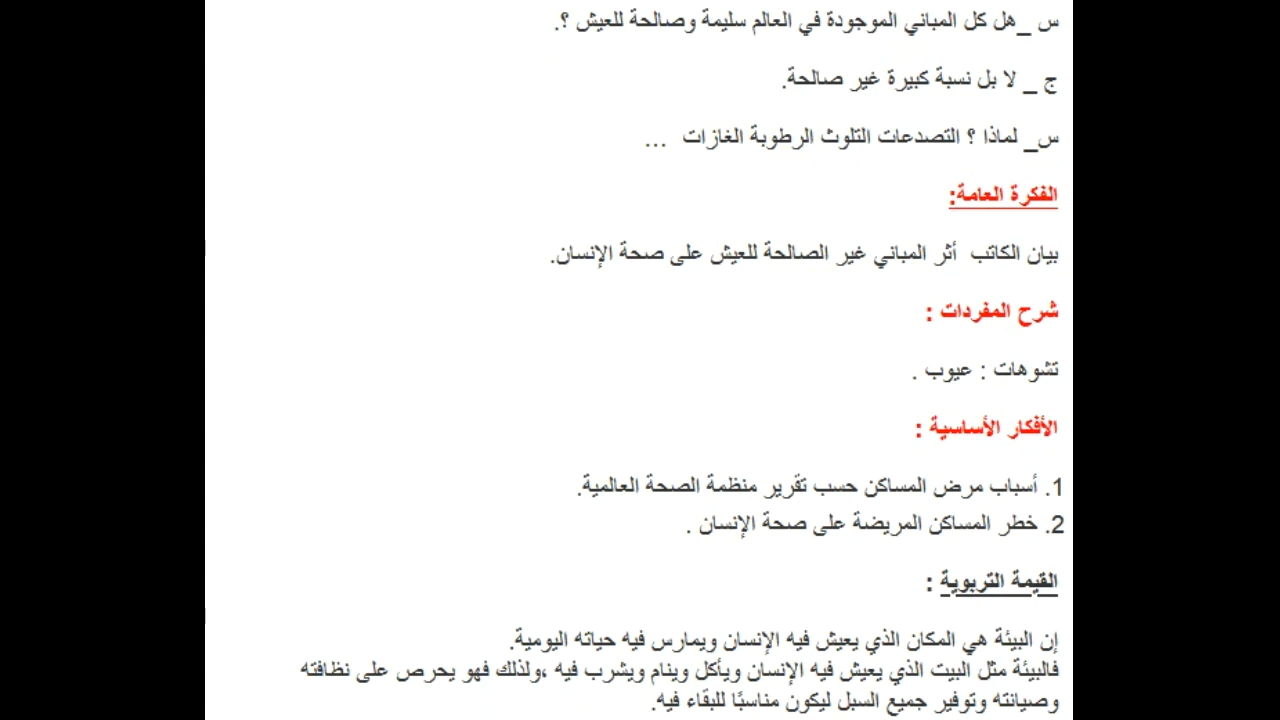 س _هل كل المباني الموجودة في العالم سليمة وصالحة للعيش ؟.
ج _ لا بل نسبة كبيرة غير صالحة.
س_ لماذا ؟ التصدعات التلوث الرطوبة الغازات ...
الفكرة العامة:
بيان الكاتب أثر المباني غير الصالحة للعيش على صحة الإنسان.
شرح المفردات :
تشوهات : عيوب .
الأفكار الأساسية :
1. أسباب مرض المساكن حسب تقرير منظمة الصحة العالمية.
2. خطر المساكن المريضة على صحة الإنسان .
القيمة التربوية :
إن البيئة هي المكان الذي يعيش فيه الإنسان ويمارس فيه حياته اليومية.
فالبيئة مثل البيت الذي يعيش فيه الإنسان ويأكل وينام ويشرب فيه ،ولذلك فهو يحرص على نظافته
وصيانته وتوفير جميع السبل ليكون مناسبًا للبقاء فيه.